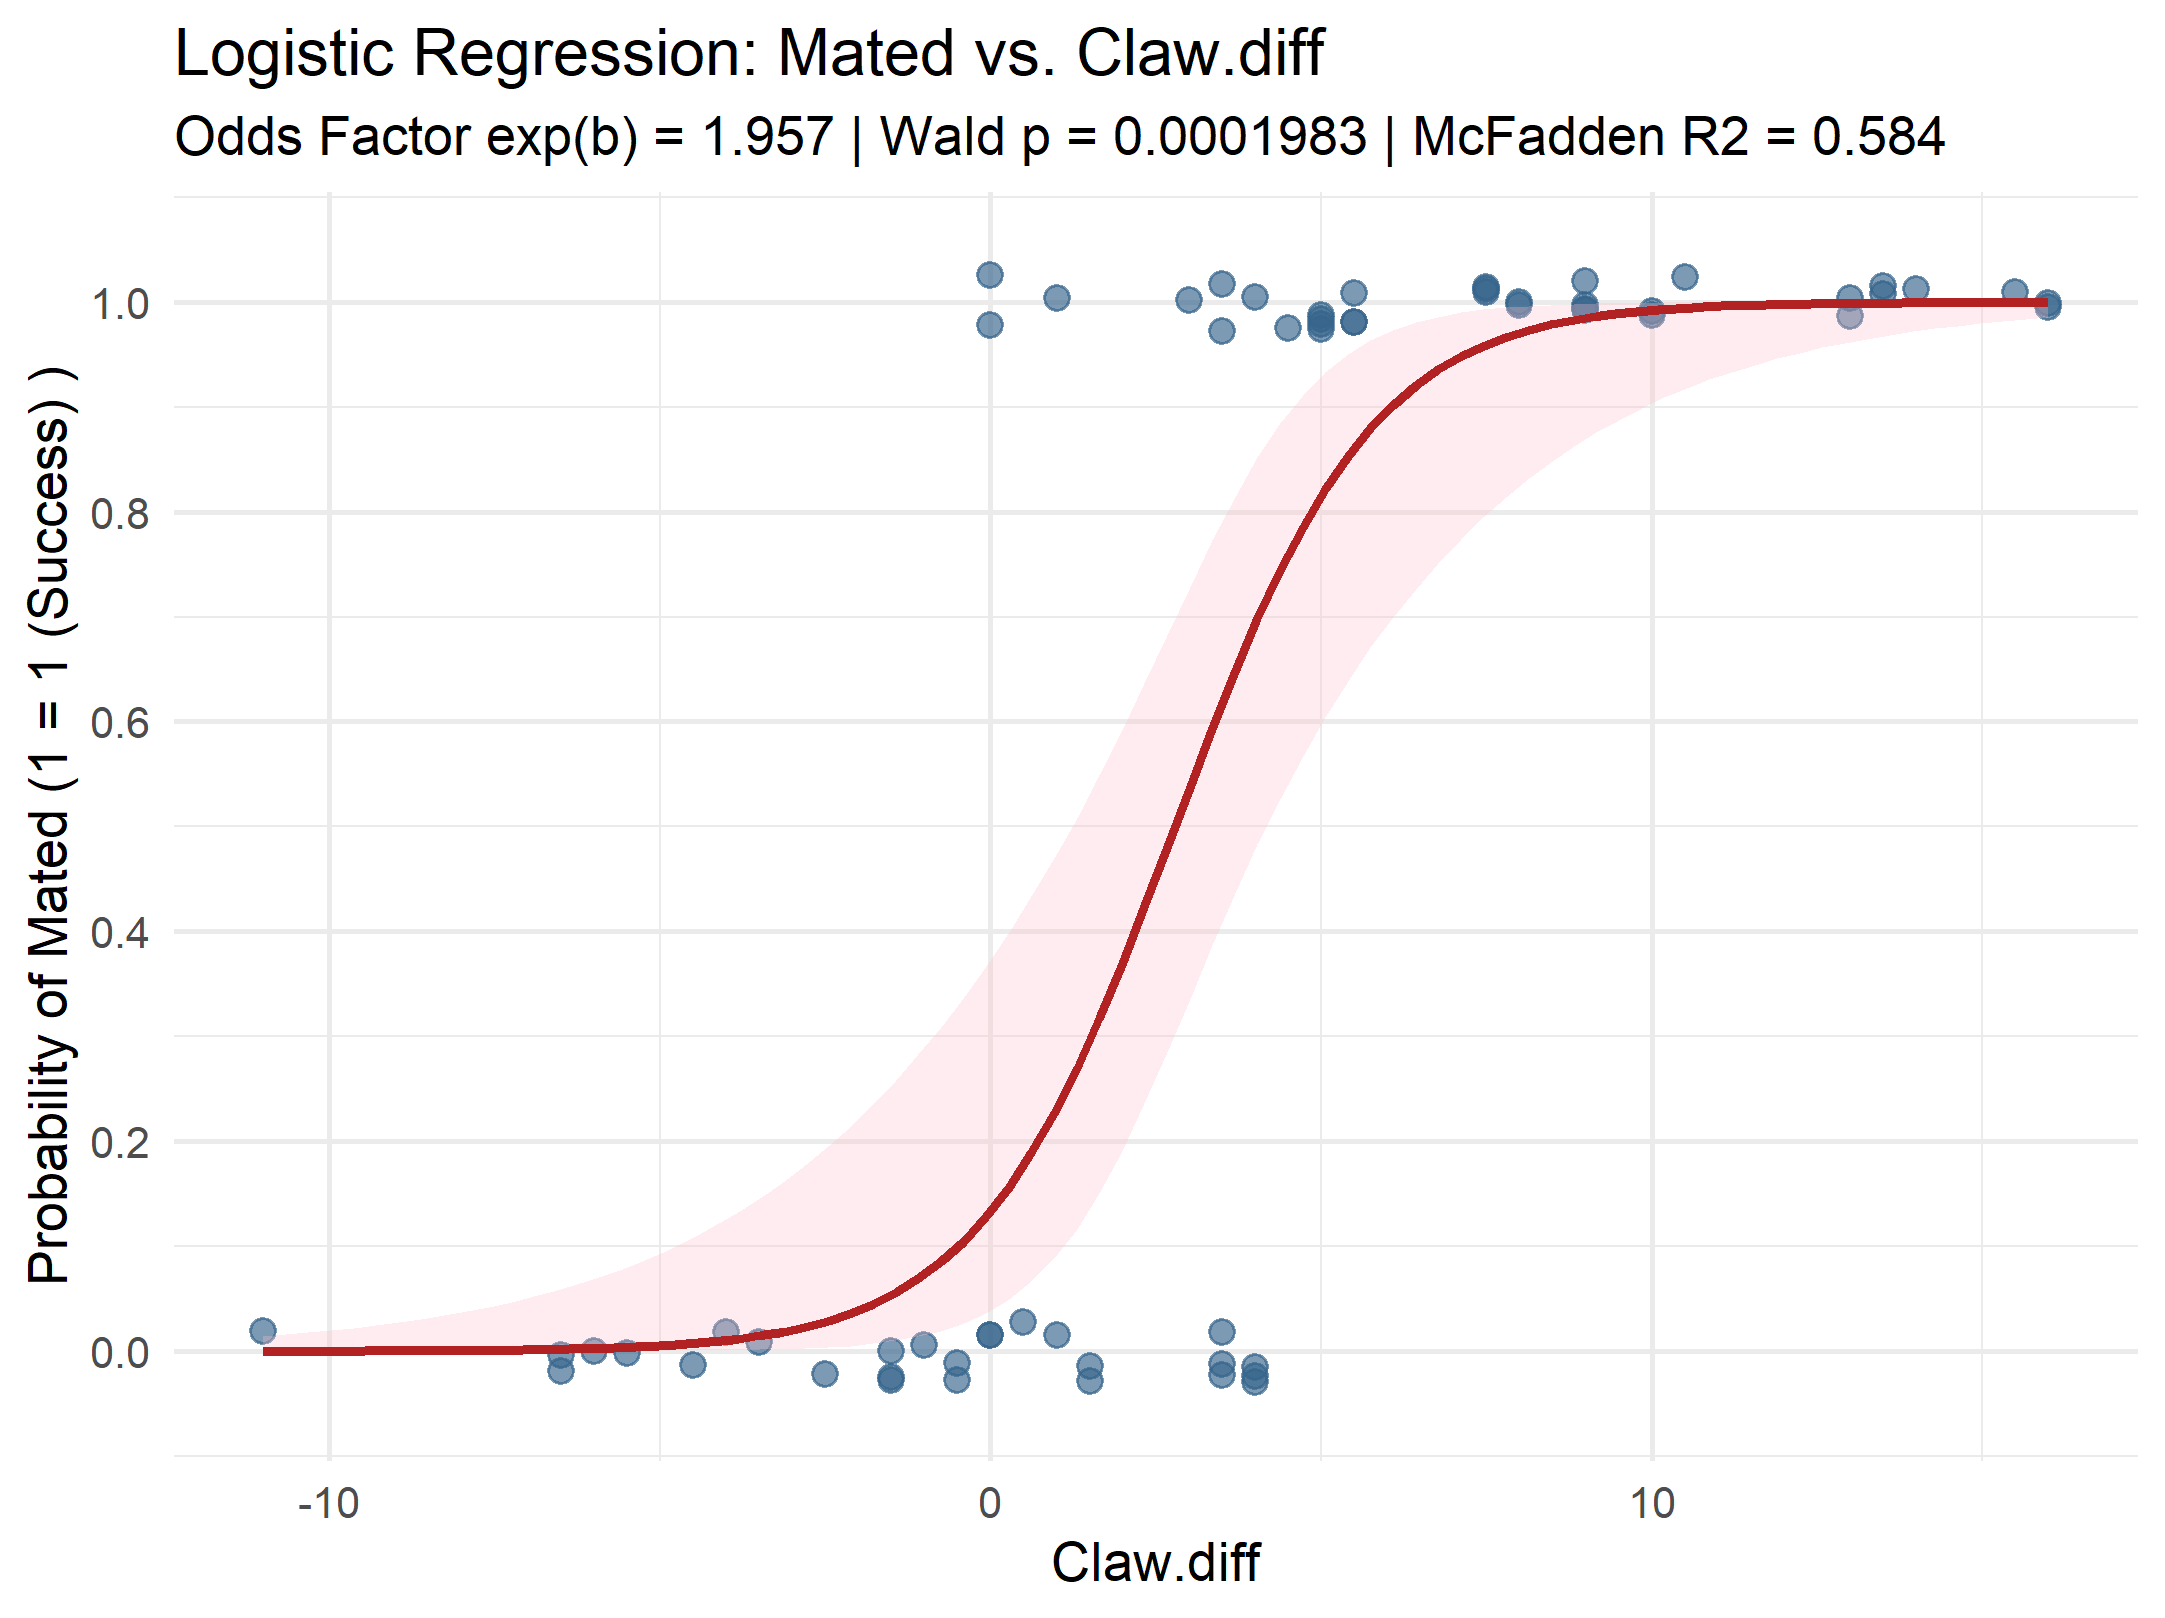 Logistic Regression: Mated vs. Claw.diff
Odds Factor exp(b) = 1.957 | Wald p = 0.0001983 | McFadden R2 = 0.584
Probability of Mated (1 = 1 (Success) )
1.0
0.8
0.6
0.4
0.2
0.0
-10
0
10
Claw.diff